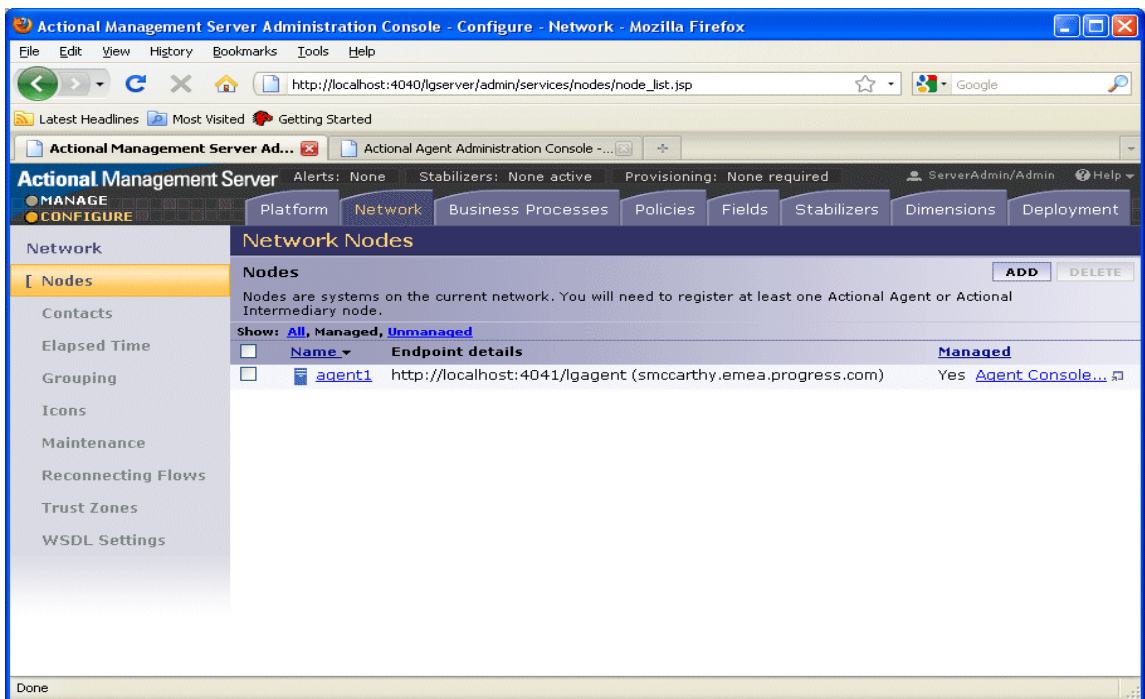 Actional Management Server Administration Console - Configure - Network - Mozilla Firefox
File Edit View History Bookmarks Tools Help
http://localhost:4040/lgserver/admin/services/nodes/node_list.jsp
Google
Latest Headlines Most Visited Getting Started
Actional Management Server Ad... Actional Agent Administration Console -...
Actional Management Server Alerts: None Stabilizers: None active Provisioning: None required ServerAdmin/Admin Help
MANAGE
CONFIGURE
Platform Network Business Processes Policies Fields Stabilizers Dimensions Deployment
Network
[ Nodes
Contacts
Elapsed Time
Grouping
Icons
Maintenance
Reconnecting Flows
Trust Zones
WSDL Settings
Network Nodes
Nodes
ADD DELETE
Nodes are systems on the current network. You will need to register at least one Actional Agent or Actional
Intermediary node.
Show: All, Managed, Unmanaged
Name Endpoint details Managed
agent1 http://localhost:4041/lgagent (smccarthy.emea.progress.com) Yes Agent Console...
Done